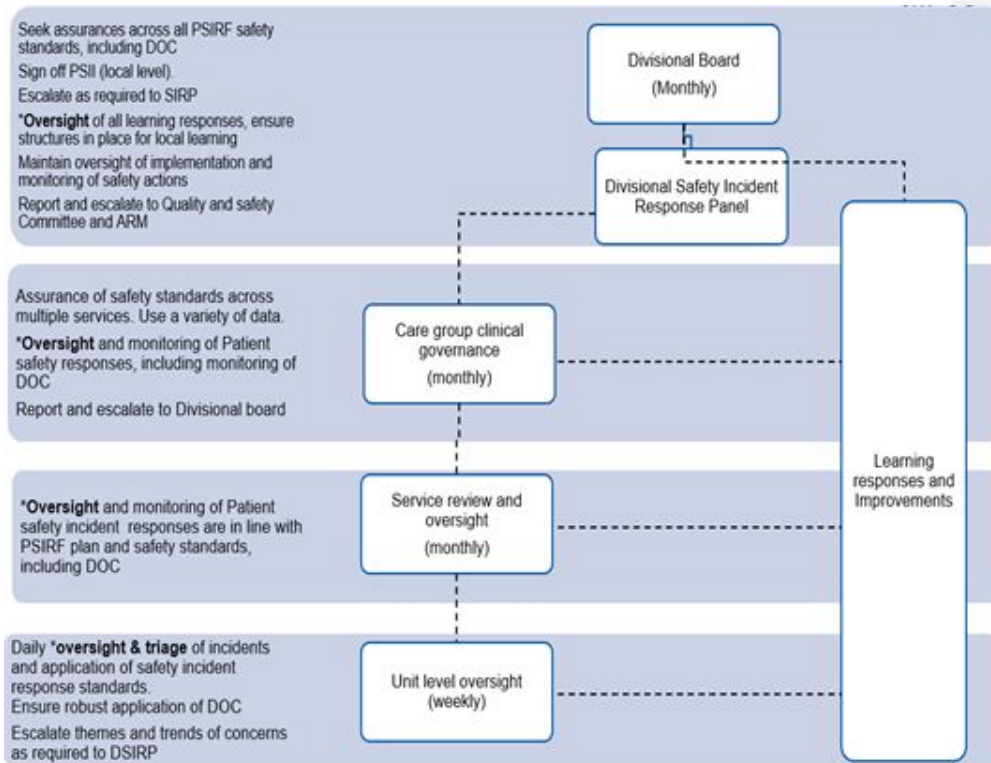 Seek assurances across all PSIRF safety
standards, including DOC
Sign off PSII (local level).
Escalate as required to SIRP
*Oversight of all learning responses, ensure
structures in place for local learning
Maintain oversight of implementation and
monitoring of safety actions
Report and escalate to Quality and safety
Committee and ARM
Divisional Board
(Monthly)
Divisional Safety Incident
Response Panel
Assurance of safety standards across
multiple services. Use a variety of data.
*Oversight and monitoring of Patient
safety responses, including monitoring of
DOC
Report and escalate to Divisional board
Care group clinical
governance
(monthly)
*Oversight and monitoring of Patient
safety incident responses are in line with
PSIRF plan and safety standards,
including DOC
Service review and
oversight
(monthly)
Learning
responses and
Improvements
Daily *oversight & triage of incidents
and application of safety incident
response standards.
Ensure robust application of DOC
Escalate themes and trends of concerns
as required to DSIRP
Unit level oversight
(weekly)